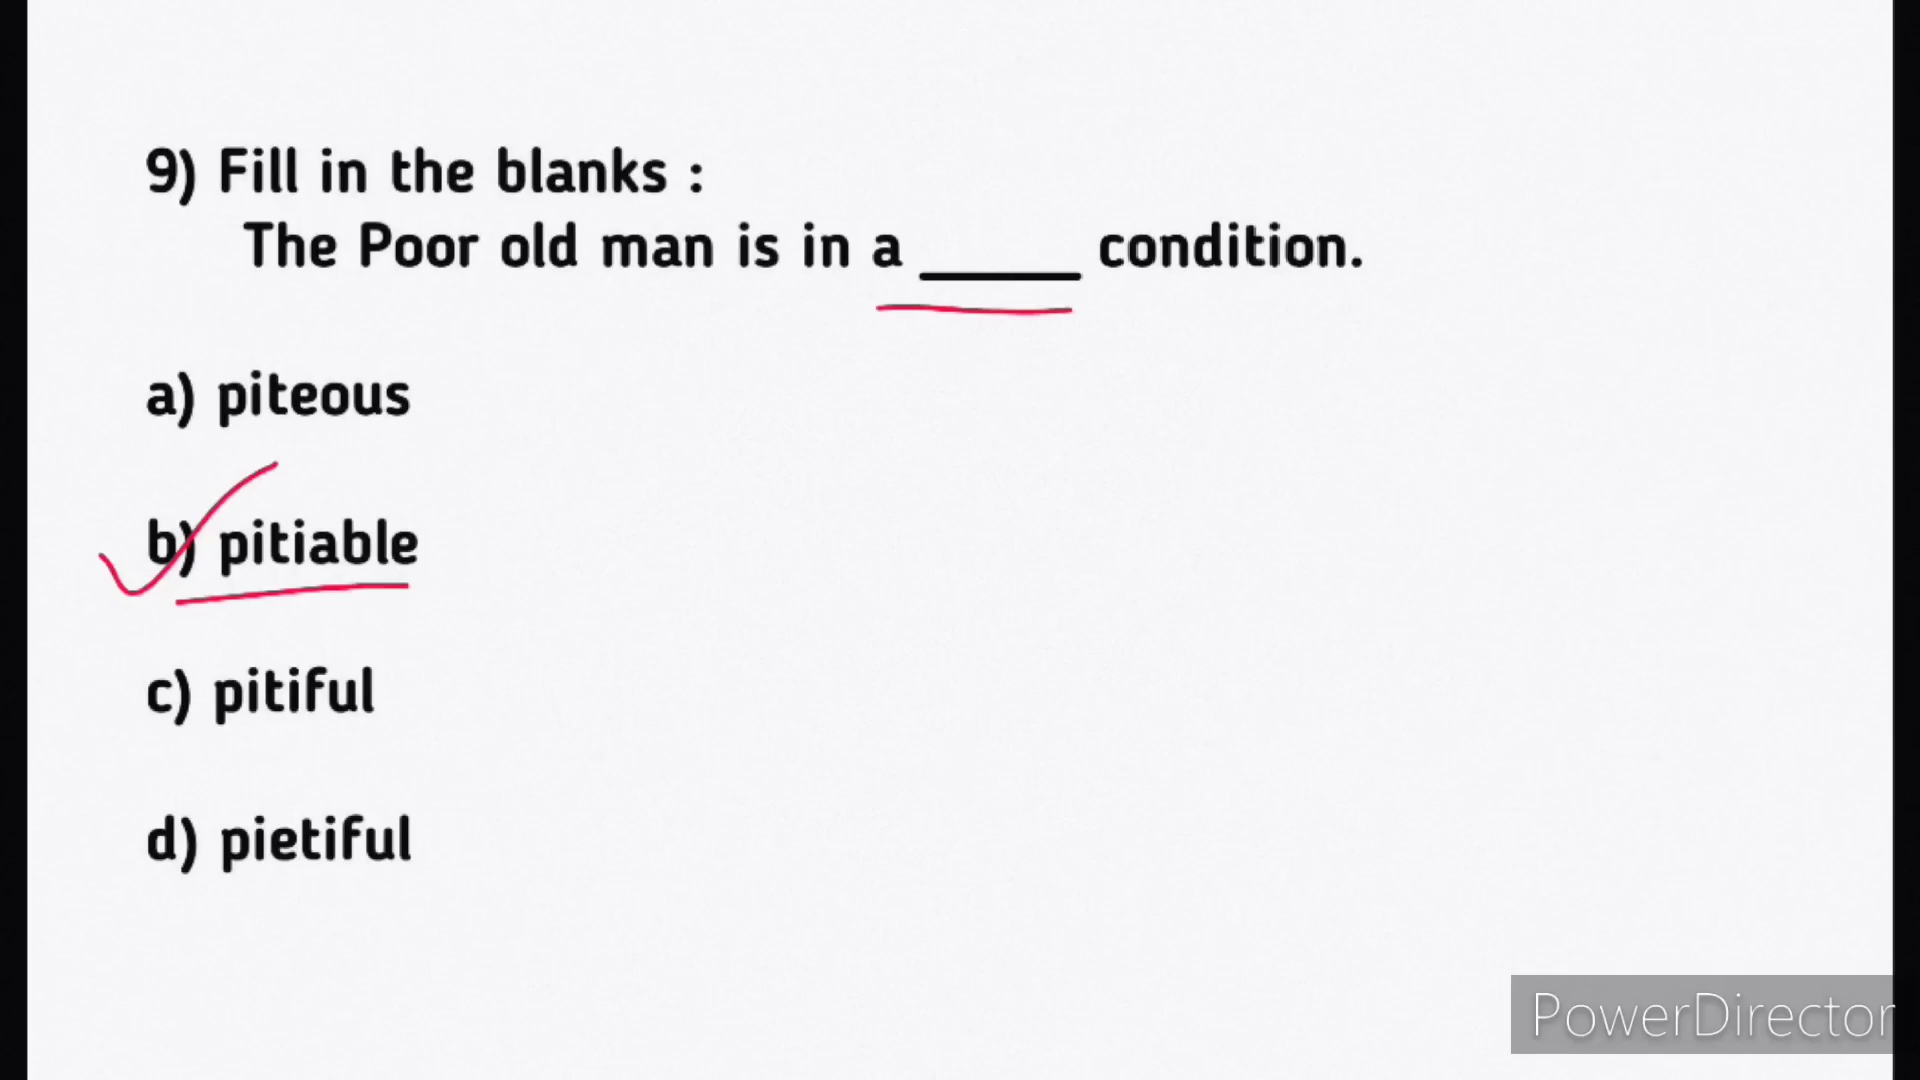 9) Fill in the blanks :
The Poor old man is in a _____ condition.
a) piteous
b) pitiable
c) pitiful
d) pietiful
PowerDirector